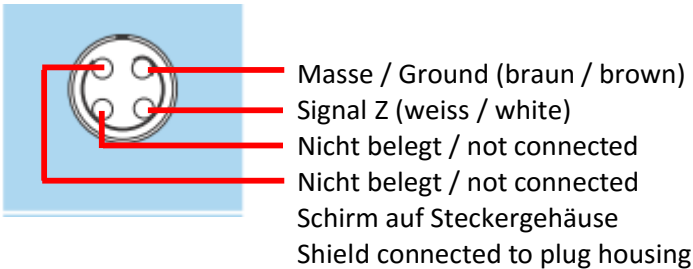 Masse / Ground (braun / brown)
Signal Z (weiss / white)
Nicht belegt / not connected
Nicht belegt / not connected
Schirm auf Steckergehäuse
Shield connected to plug housing